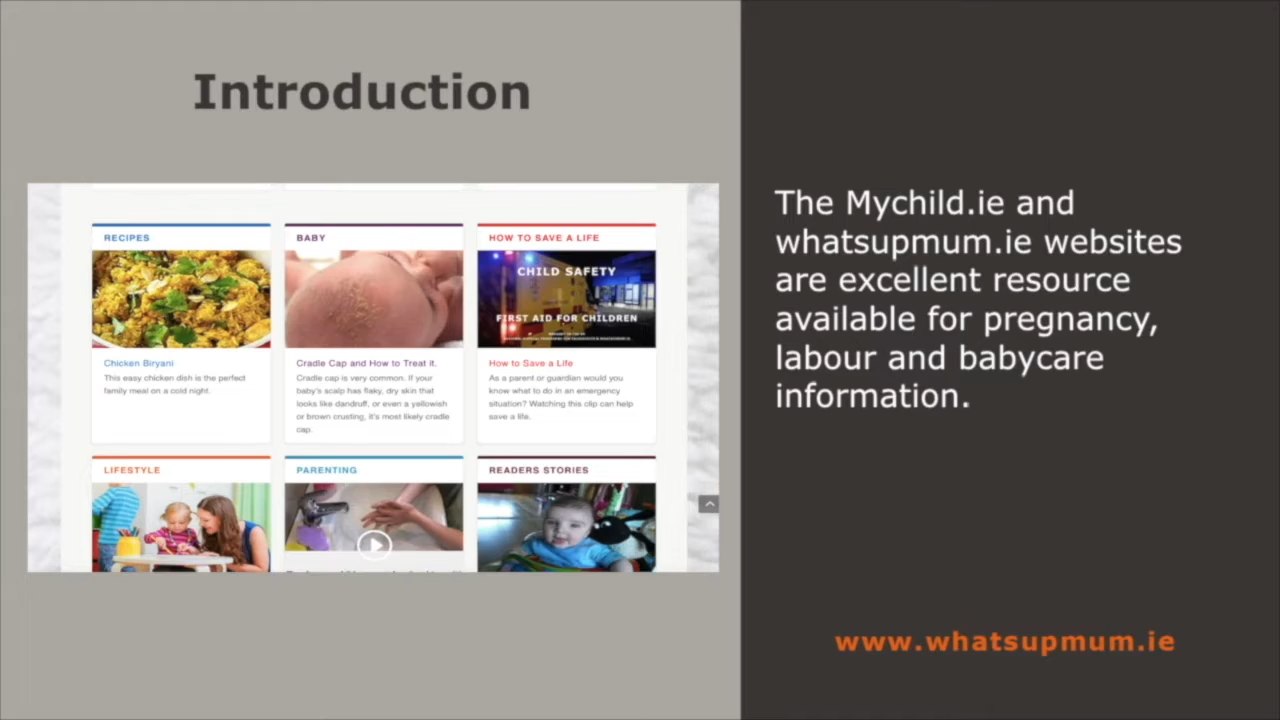 Introduction
RECIPES
Chicken Biryani
This easy chicken dish is the perfect
family meal on a cold night.
BABY
Cradle Cap and How to Treat it.
Cradle cap is very common. If your
baby's scalp has flaky, dry skin that
looks like dandruff, or even a yellowish
or brown crusting, it's most likely cradle
cap.
HOW TO SAVE A LIFE
CHILD SAFETY
FIRST AID FOR CHILDREN
How to Save a Life
As a parent or guardian would you
know what to do in an emergency
situation? Watching this clip can help
save a life.
LIFESTYLE
PARENTING
READERS STORIES
The Mychild.ie and
whatsupmum.ie websites
are excellent resource
available for pregnancy,
labour and babycare
information.
www.whatsupmum.ie